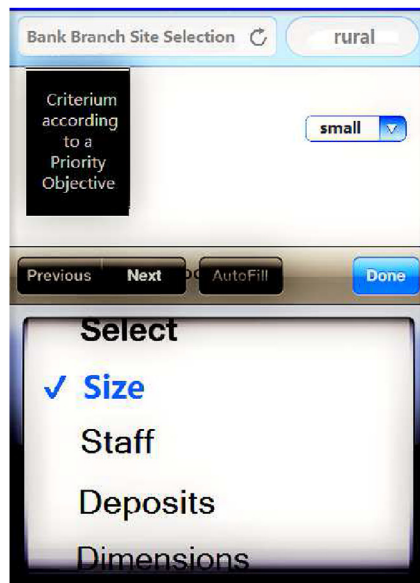 Bank Branch Site Selection
rural
Criterium
according
to a
Priority
Objective
small
Previous Next AutoFill Done
Select
✓ Size
Staff
Deposits
Dimensions